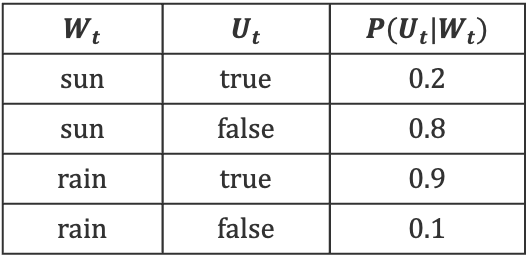 W_t U_t P(U_t|W_t)
sun true 0.2
sun false 0.8
rain true 0.9
rain false 0.1